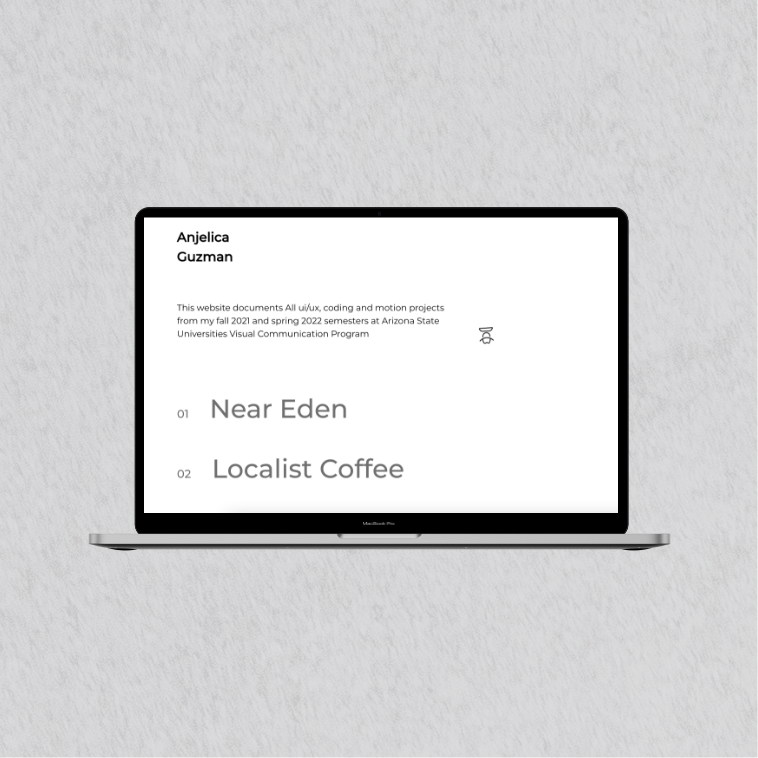 Anjelica
Guzman
This website documents All ui/ux, coding and motion projects
from my fall 2021 and spring 2022 semesters at Arizona State
Universities Visual Communication Program
01 Near Eden
02 Localist Coffee
MacBook Pro